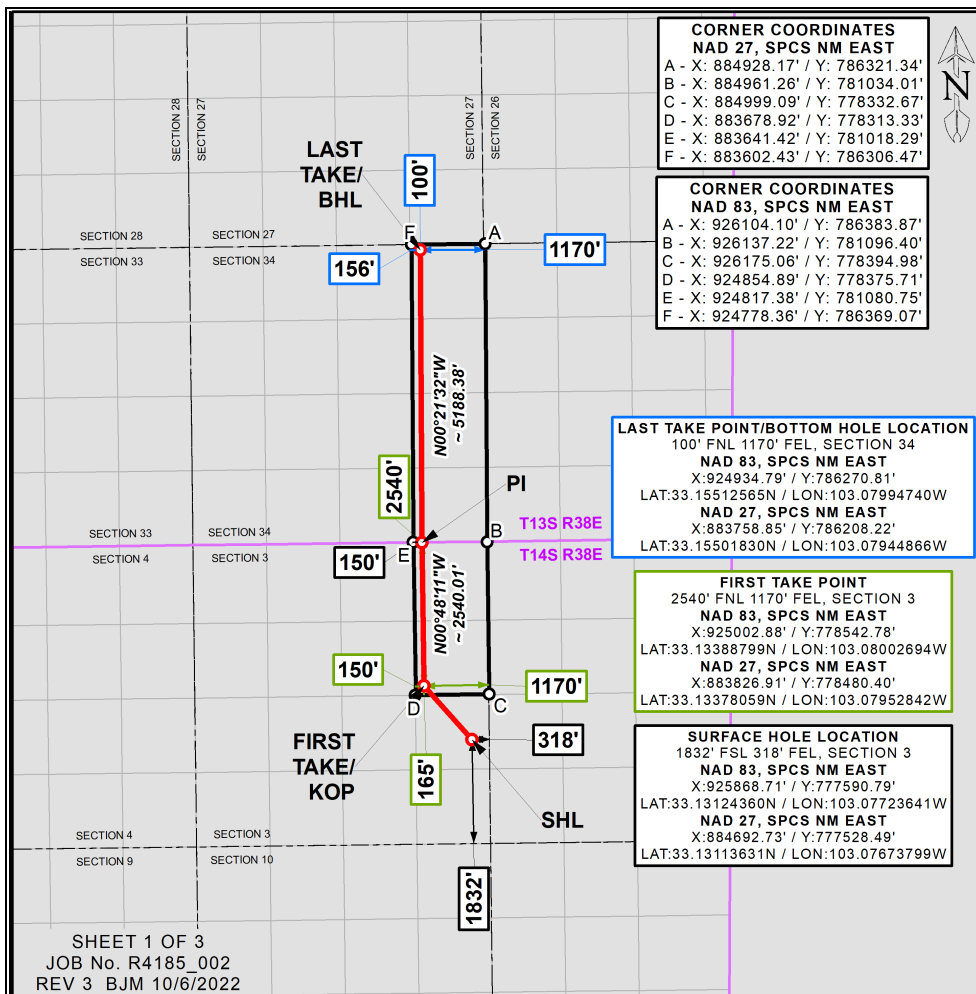 CORNER COORDINATES
NAD 27, SPCS NM EAST
A - X: 884928.17' / Y: 786321.34'
B - X: 884961.26' / Y: 781034.01'
C - X: 884999.09' / Y: 778332.67'
D - X: 883678.92' / Y: 778313.33'
E - X: 883641.42' / Y: 781018.29'
F - X: 883602.43' / Y: 786306.47'
N
CORNER COORDINATES
NAD 83, SPCS NM EAST
A - X: 926104.10' / Y: 786383.87'
B - X: 926137.22' / Y: 781096.40'
C - X: 926175.06' / Y: 778394.98'
D - X: 924854.89' / Y: 778375.71'
E - X: 924817.38' / Y: 781080.75'
F - X: 924778.36' / Y: 786369.07'
SECTION 28
SECTION 27
SECTION 27
SECTION 26
LAST
TAKE/
BHL
100'
F
A
SECTION 28
SECTION 27
SECTION 33
SECTION 34
156'
1170'
N00°21'32"W
~ 5188.38'
2540'
PI
SECTION 33
SECTION 34
T13S R38E
B
SECTION 4
SECTION 3
150'
E
T14S R38E
N00°48'11"W
~ 2540.01'
150'
1170'
D
C
FIRST
TAKE/
KOP
165'
318'
SHL
SECTION 4
SECTION 3
SECTION 9
SECTION 10
1832'
LAST TAKE POINT/BOTTOM HOLE LOCATION
100' FNL 1170' FEL, SECTION 34
NAD 83, SPCS NM EAST
X:924934.79' / Y:786270.81'
LAT:33.15512565N / LON:103.07994740W
NAD 27, SPCS NM EAST
X:883758.85' / Y:786208.22'
LAT:33.15501830N / LON:103.07944866W
FIRST TAKE POINT
2540' FNL 1170' FEL, SECTION 3
NAD 83, SPCS NM EAST
X:925002.88' / Y:778542.78'
LAT:33.13388799N / LON:103.08002694W
NAD 27, SPCS NM EAST
X:883826.91' / Y:778480.40'
LAT:33.13378059N / LON:103.07952842W
SURFACE HOLE LOCATION
1832' FSL 318' FEL, SECTION 3
NAD 83, SPCS NM EAST
X:925868.71' / Y:777590.79'
LAT:33.13124360N / LON:103.07723641W
NAD 27, SPCS NM EAST
X:884692.73' / Y:777528.49'
LAT:33.13113631N / LON:103.07673799W
SHEET 1 OF 3
JOB No. R4185_002
REV 3 BJM 10/6/2022